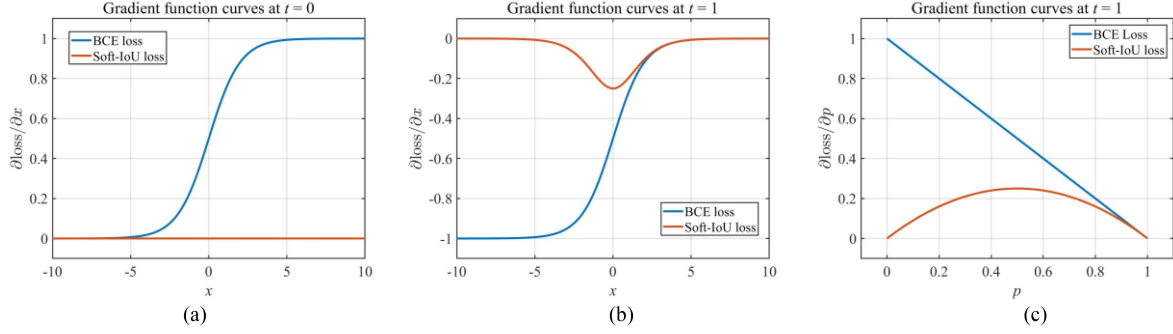 Gradient function curves at t = 0
BCE loss
Soft-IoU loss
∂loss/∂x
1
0.8
0.6
0.4
0.2
0
-10
-5
0
5
10
x
(a)
Gradient function curves at t = 1
∂loss/∂x
0
-0.2
-0.4
-0.6
-0.8
-1
BCE loss
Soft-IoU loss
-10
-5
0
5
10
x
(b)
Gradient function curves at t = 1
BCE Loss
Soft-IoU loss
∂loss/∂p
1
0.8
0.6
0.4
0.2
0
0
0.2
0.4
0.6
0.8
1
p
(c)